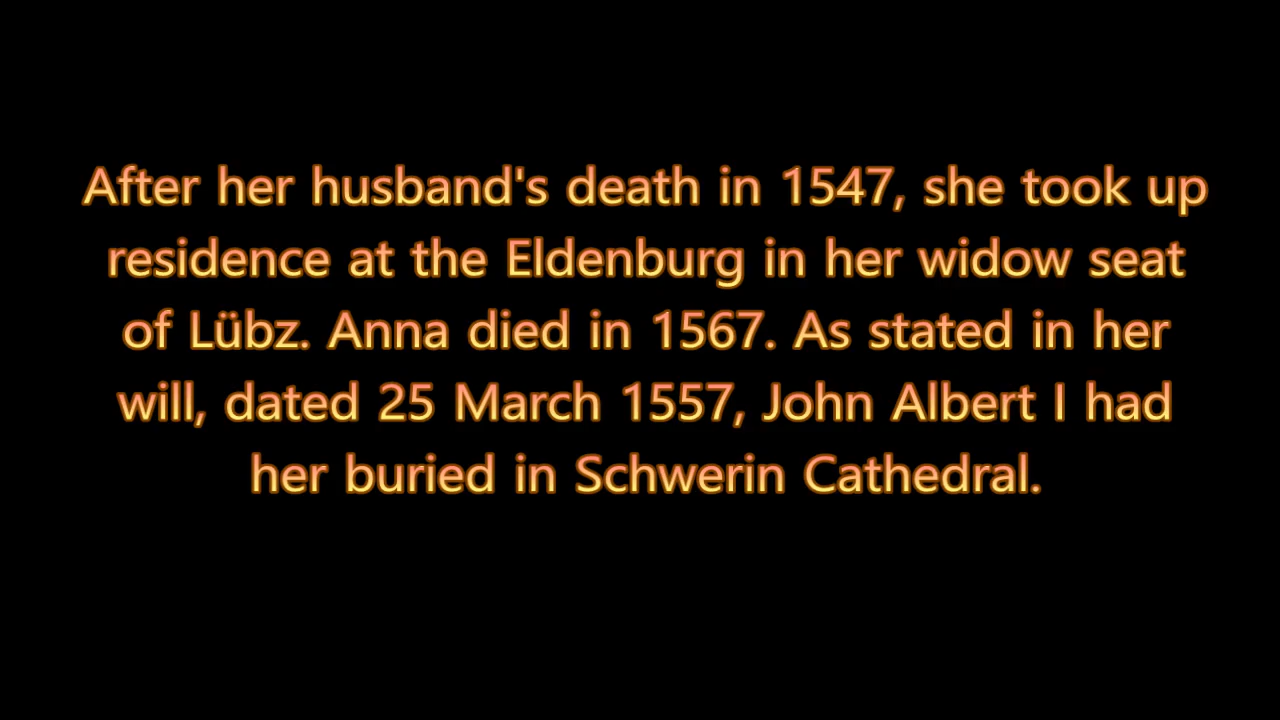 After her husband's death in 1547, she took up
residence at the Eldenburg in her widow seat
of Lübz. Anna died in 1567. As stated in her
will, dated 25 March 1557, John Albert I had
her buried in Schwerin Cathedral.